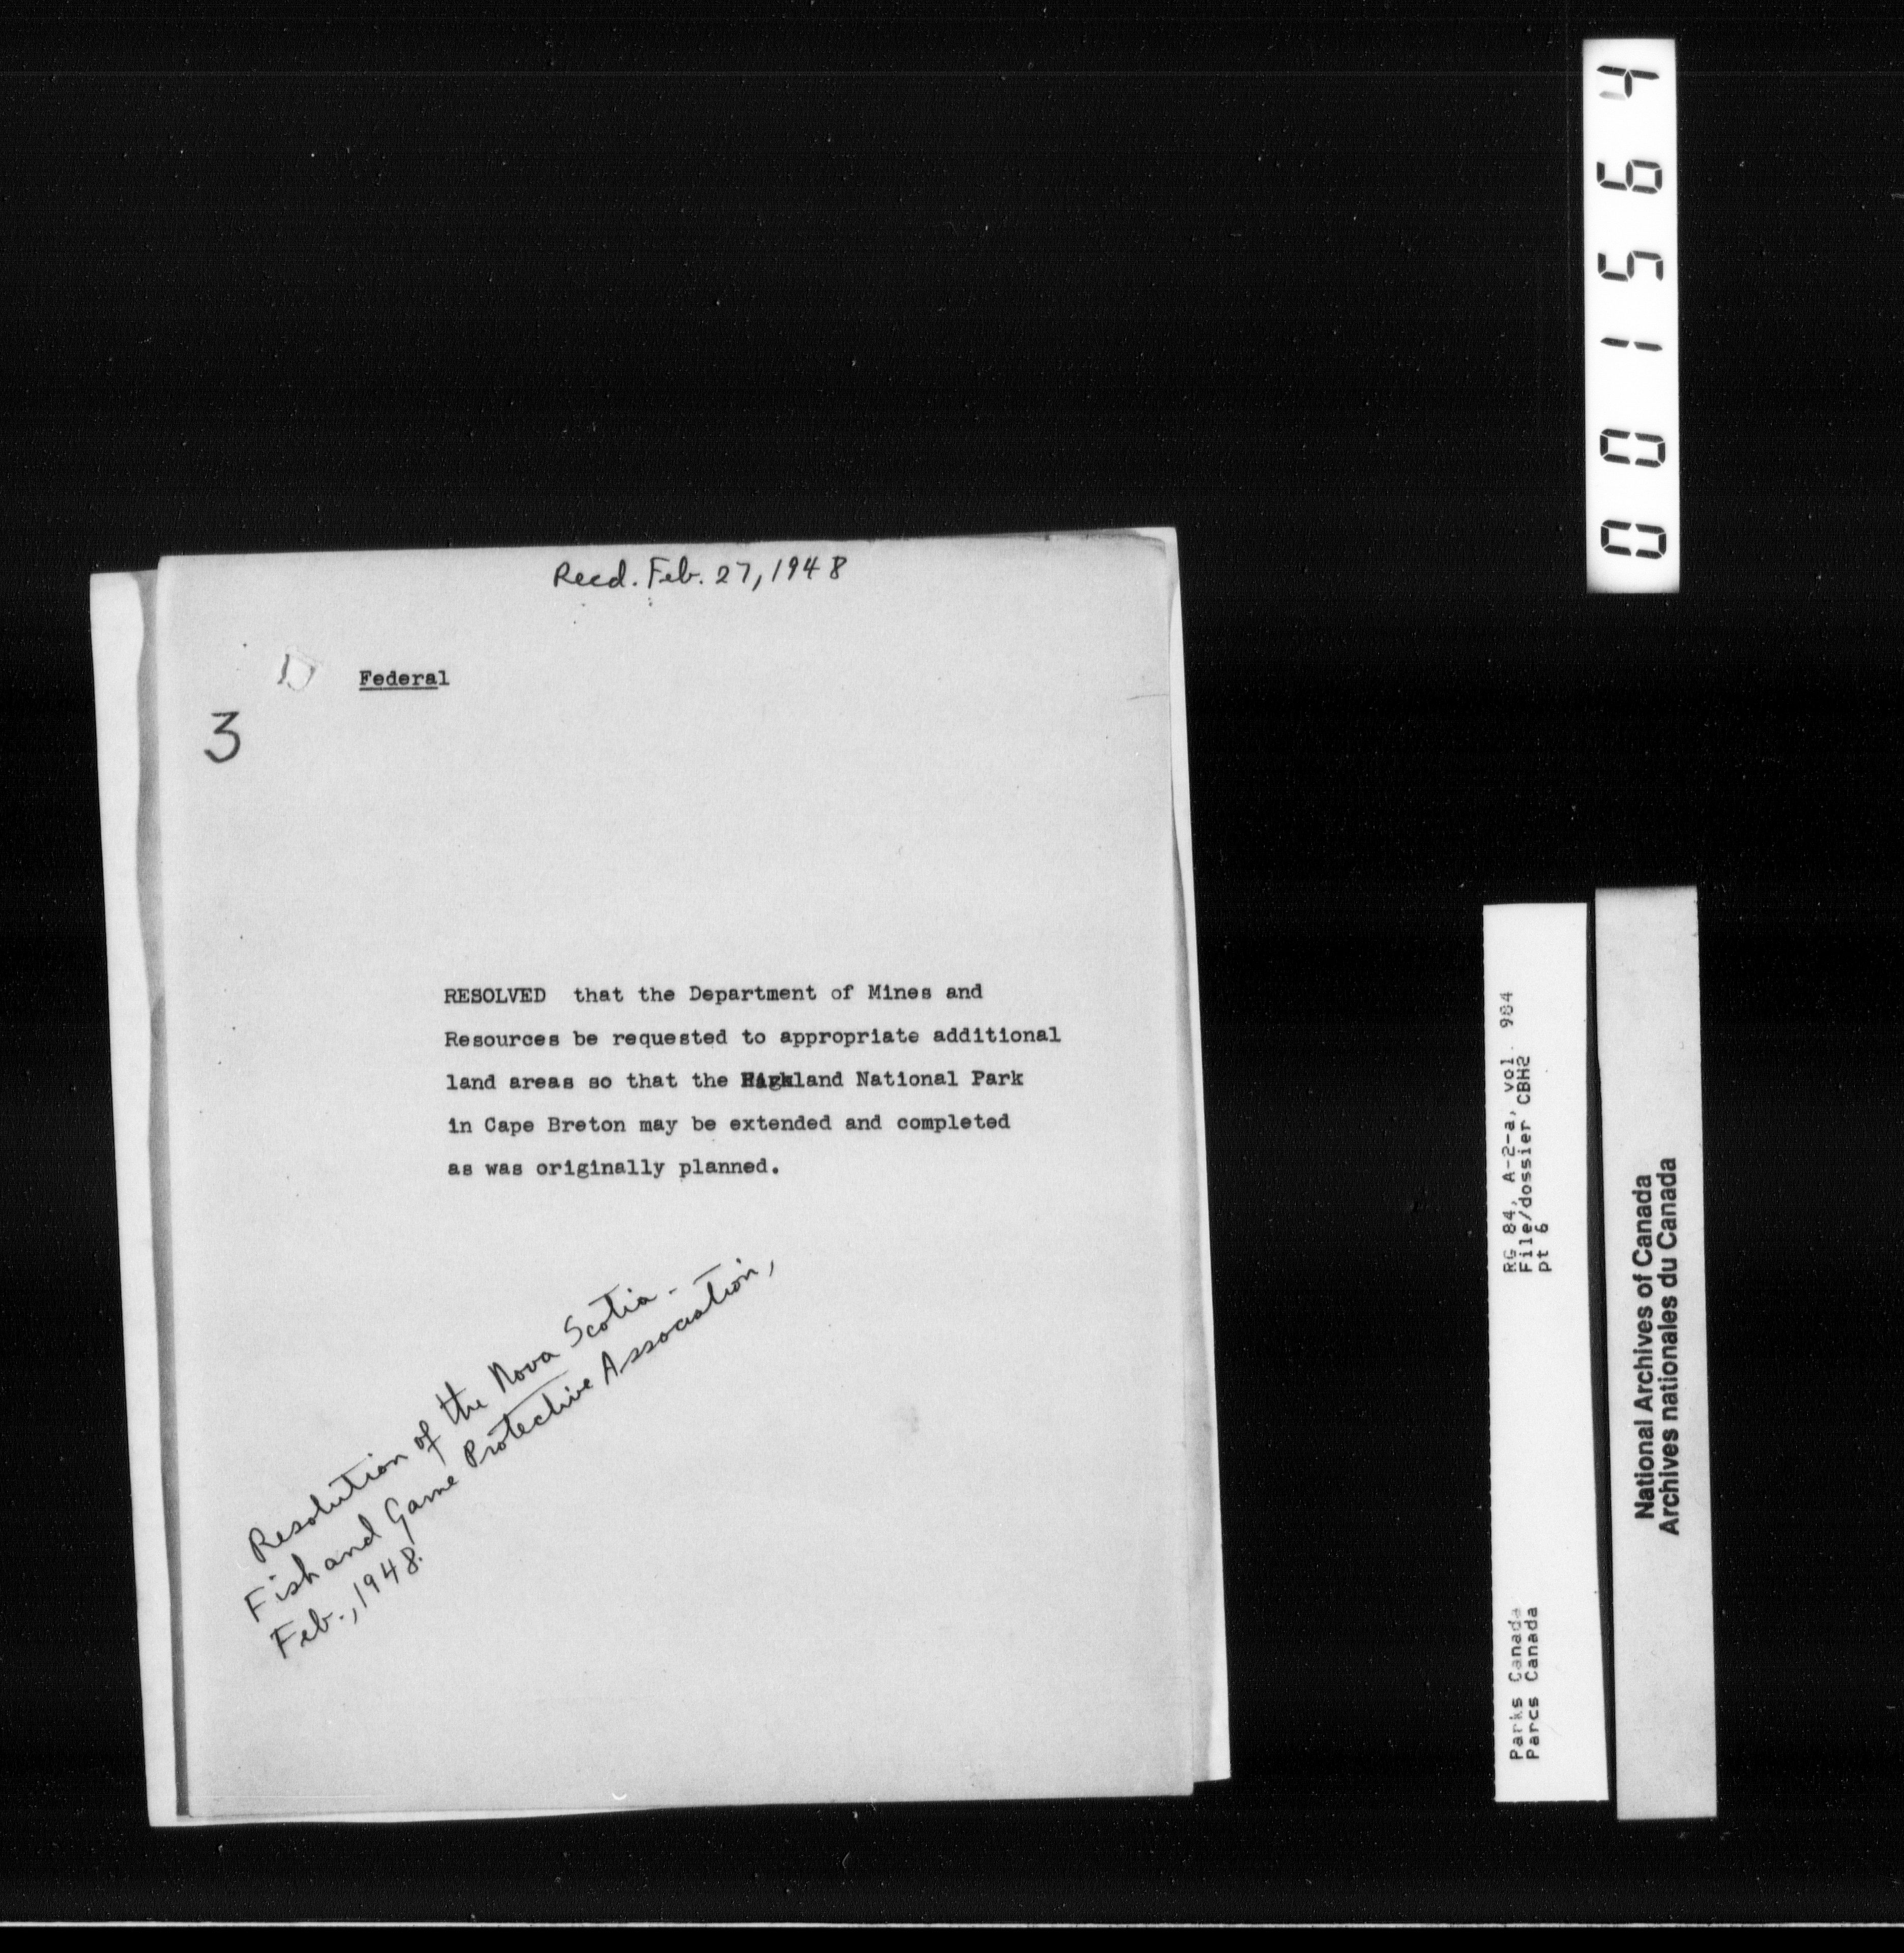 Recd. Feb. 27, 1948
Federal
3
RESOLVED that the Department of Mines and
Resources be requested to appropriate additional
land areas so that the Highland National Park
in Cape Breton may be extended and completed
as was originally planned.
Resolution of the Nova Scotia
Fish and Game Protective Association,
Feb., 1948.
001564
RG 84, A-2-a, vol. 984
File/dossier CBH2
pt 6
Parks Canada
Parcs Canada
National Archives of Canada
Archives nationales du Canada